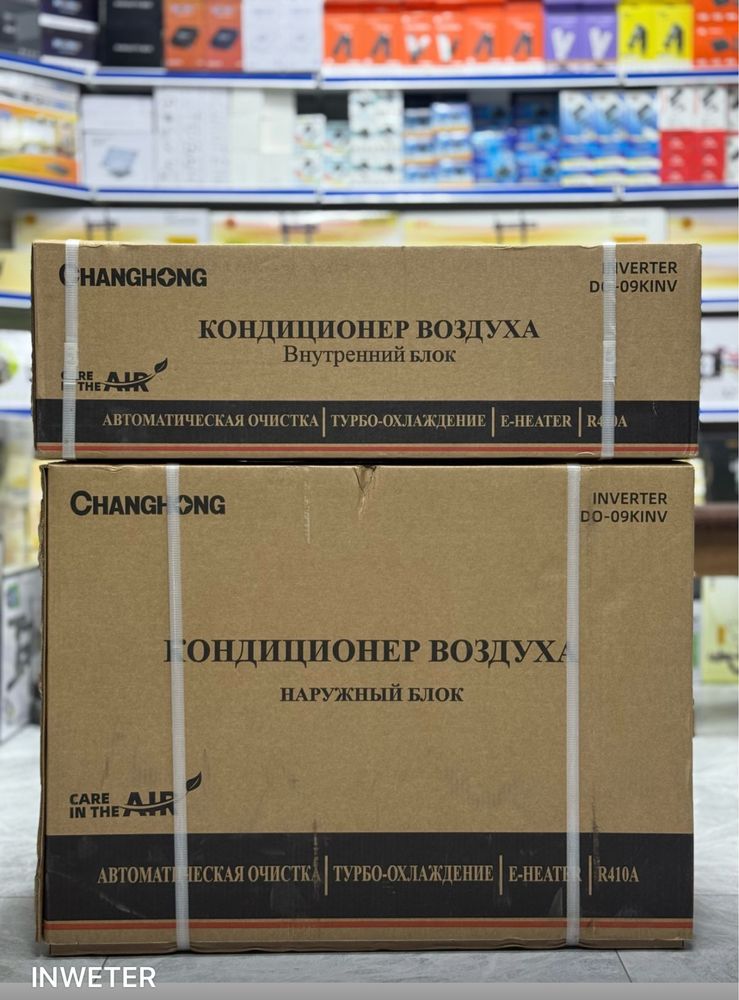 CHANGHONG
INVERTER
DO-09KINV
КОНДИЦИОНЕР ВОЗДУХА
Внутренний БЛОК
CARE
IN THE AIR
АВТОМАТИЧЕСКАЯ ОЧИСТКА | ТУРБО-ОХЛАЖДЕНИЕ | E-HEATER | R410A
CHANGHONG
INVERTER
DO-09KINV
КОНДИЦИОНЕР ВОЗДУХА
НАРУЖНЫЙ БЛОК
CARE
IN THE AIR
АВТОМАТИЧЕСКАЯ ОЧИСТКА | ТУРБО-ОХЛАЖДЕНИЕ | E-HEATER | R410A
INWETER